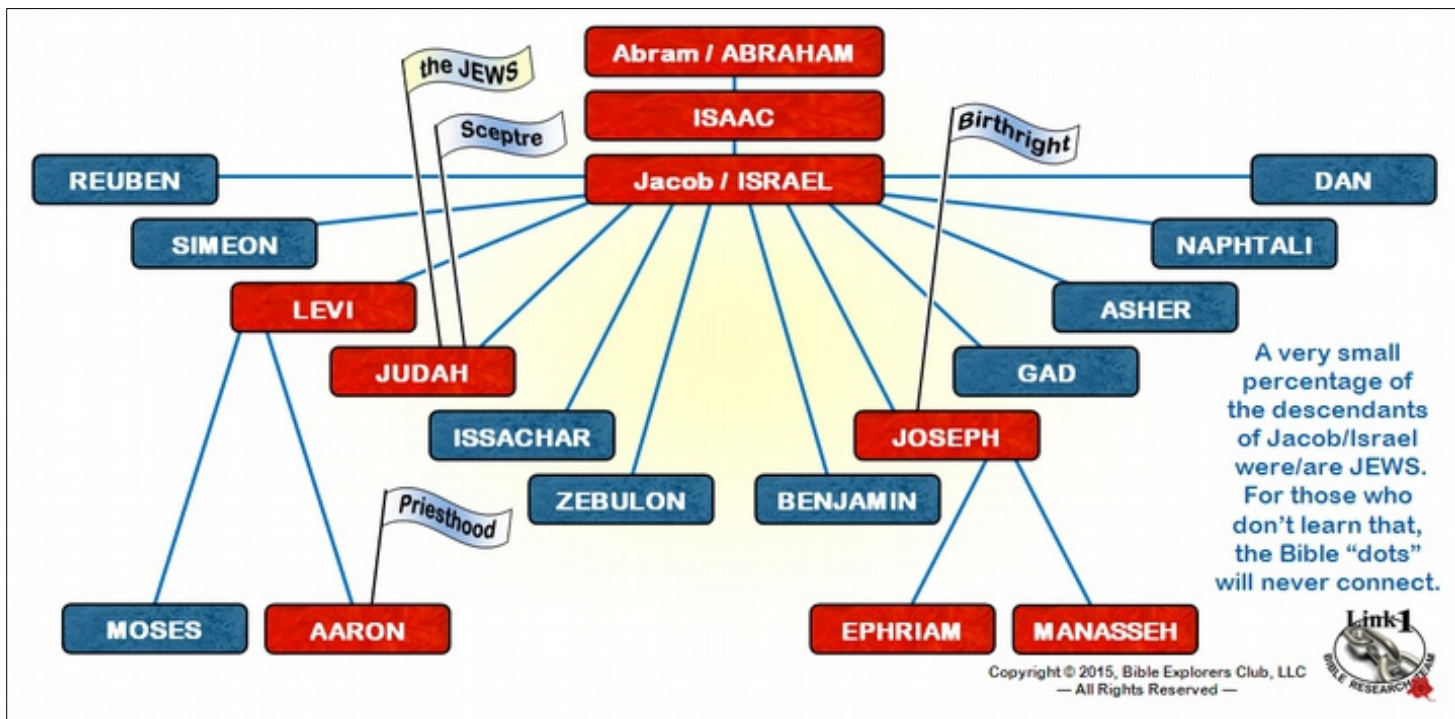 Abram / ABRAHAM
the JEWS
Sceptre
ISAAC
Birthright
REUBEN
Jacob / ISRAEL
DAN
SIMEON
NAPHTALI
LEVI
ASHER
JUDAH
GAD
ISSACHAR
JOSEPH
ZEBULON
BENJAMIN
Priesthood
MOSES
AARON
EPHRIAM
MANASSEH
A very small
percentage of
the descendants
of Jacob/Israel
were/are JEWS.
For those who
don't learn that,
the Bible “dots”
will never connect.
Link1
BIBLE RESEARCH TEAM
Copyright © 2015, Bible Explorers Club, LLC
— All Rights Reserved —